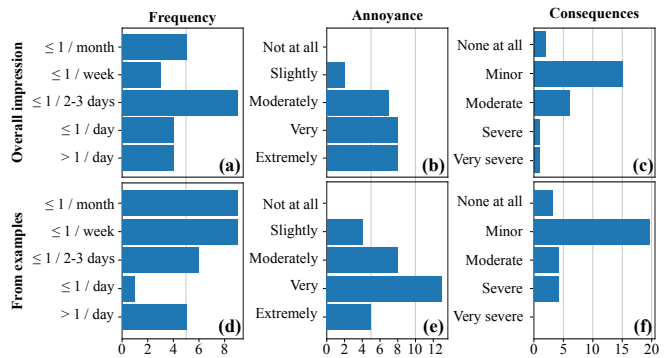 Frequency Annoyance Consequences
Overall impression
≤ 1 / month
≤ 1 / week
≤ 1 / 2-3 days
≤ 1 / day
> 1 / day
(a)
Not at all
Slightly
Moderately
Very
Extremely
(b)
None at all
Minor
Moderate
Severe
Very severe
(c)
From examples
≤ 1 / month
≤ 1 / week
≤ 1 / 2-3 days
≤ 1 / day
> 1 / day
(d)
0 2 4 6 8
Not at all
Slightly
Moderately
Very
Extremely
(e)
0 2 4 5 8 10 12
None at all
Minor
Moderate
Severe
Very severe
(f)
0 5 10 15 20